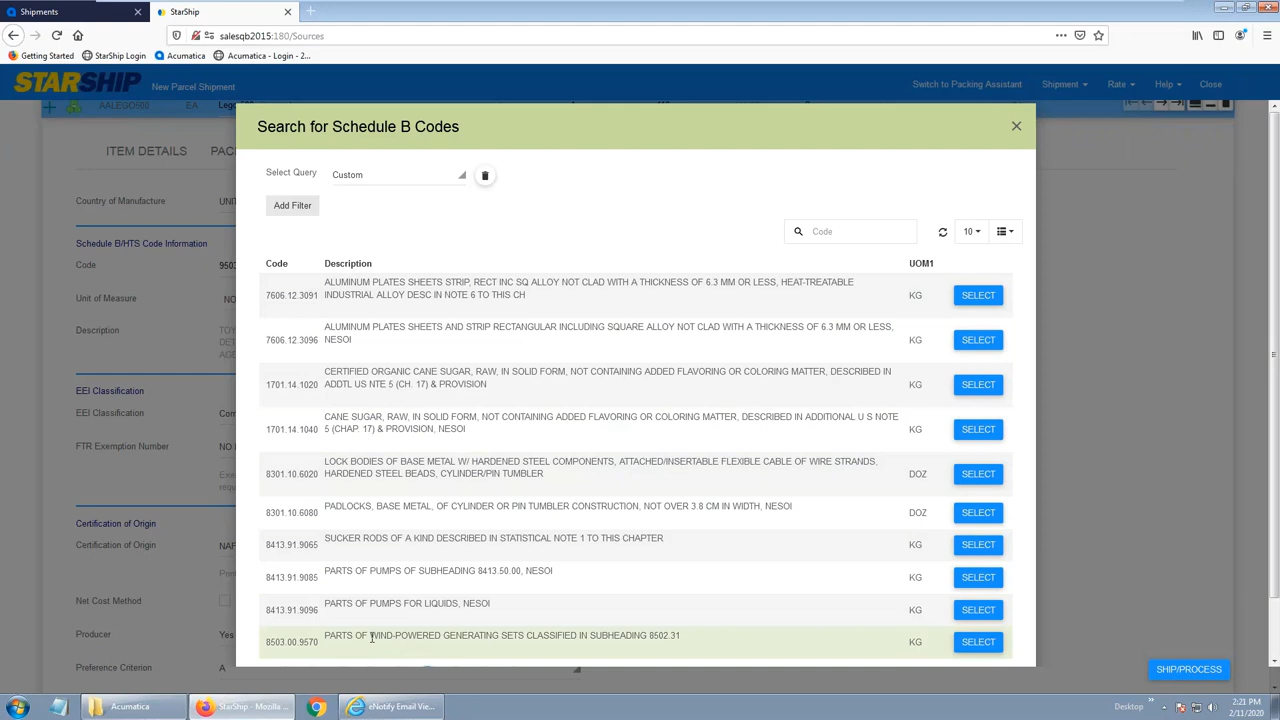 Shipments
StarShip
salesqb2015:180/Sources
Getting Started StarShip Login Acumatica Acumatica - Login – 2...
STARSHIP New Parcel Shipment Switch to Packing Assistant Shipment Rate Help Close
AALEGO500 EA
ITEM DETAILS
Country of Manufacture
Schedule B/HTS Code Information
Code
Unit of Measure
Description
EEI Classification
EEI Classification
FTR Exemption Number
Certification of Origin
Certification of Origin
Net Cost Method
Producer Yes
Preference Criterion A
Search for Schedule B Codes
Select Query Custom
Add Filter
Code
10
Code Description UOM1
7606.12.3091 ALUMINUM PLATES SHEETS STRIP, RECT INC SQ ALLOY NOT CLAD WITH A THICKNESS OF 6.3 MM OR LESS, HEAT-TREATABLE
INDUSTRIAL ALLOY DESC IN NOTE 6 TO THIS CH KG SELECT
7606.12.3096 ALUMINUM PLATES SHEETS AND STRIP RECTANGULAR INCLUDING SQUARE ALLOY NOT CLAD WITH A THICKNESS OF 6.3 MM OR LESS,
NESOI KG SELECT
1701.14.1020 CERTIFIED ORGANIC CANE SUGAR, RAW, IN SOLID FORM, NOT CONTAINING ADDED FLAVORING OR COLORING MATTER, DESCRIBED IN
ADDTL US NTE 5 (CH. 17) & PROVISION KG SELECT
1701.14.1040 CANE SUGAR, RAW, IN SOLID FORM, NOT CONTAINING ADDED FLAVORING OR COLORING MATTER, DESCRIBED IN ADDITIONAL U S NOTE
5 (CHAP. 17) & PROVISION, NESOI KG SELECT
8301.10.6020 LOCK BODIES OF BASE METAL W/ HARDENED STEEL COMPONENTS, ATTACHED/INSERTABLE FLEXIBLE CABLE OF WIRE STRANDS,
HARDENED STEEL BEADS, CYLINDER/PIN TUMBLER DOZ SELECT
8301.10.6080 PADLOCKS, BASE METAL, OF CYLINDER OR PIN TUMBLER CONSTRUCTION, NOT OVER 3.8 CM IN WIDTH, NESOI DOZ SELECT
8413.91.9065 SUCKER RODS OF A KIND DESCRIBED IN STATISTICAL NOTE 1 TO THIS CHAPTER KG SELECT
8413.91.9085 PARTS OF PUMPS OF SUBHEADING 8413.50.00, NESOI KG SELECT
8413.91.9096 PARTS OF PUMPS FOR LIQUIDS, NESOI KG SELECT
8503.00.9570 PARTS OF WIND-POWERED GENERATING SETS CLASSIFIED IN SUBHEADING 8502.31 KG SELECT
SHIP/PROCESS
Acumatica StarShip - Mozilla ... eNotify Email Vie... Desktop 2:21 PM
2/11/2020